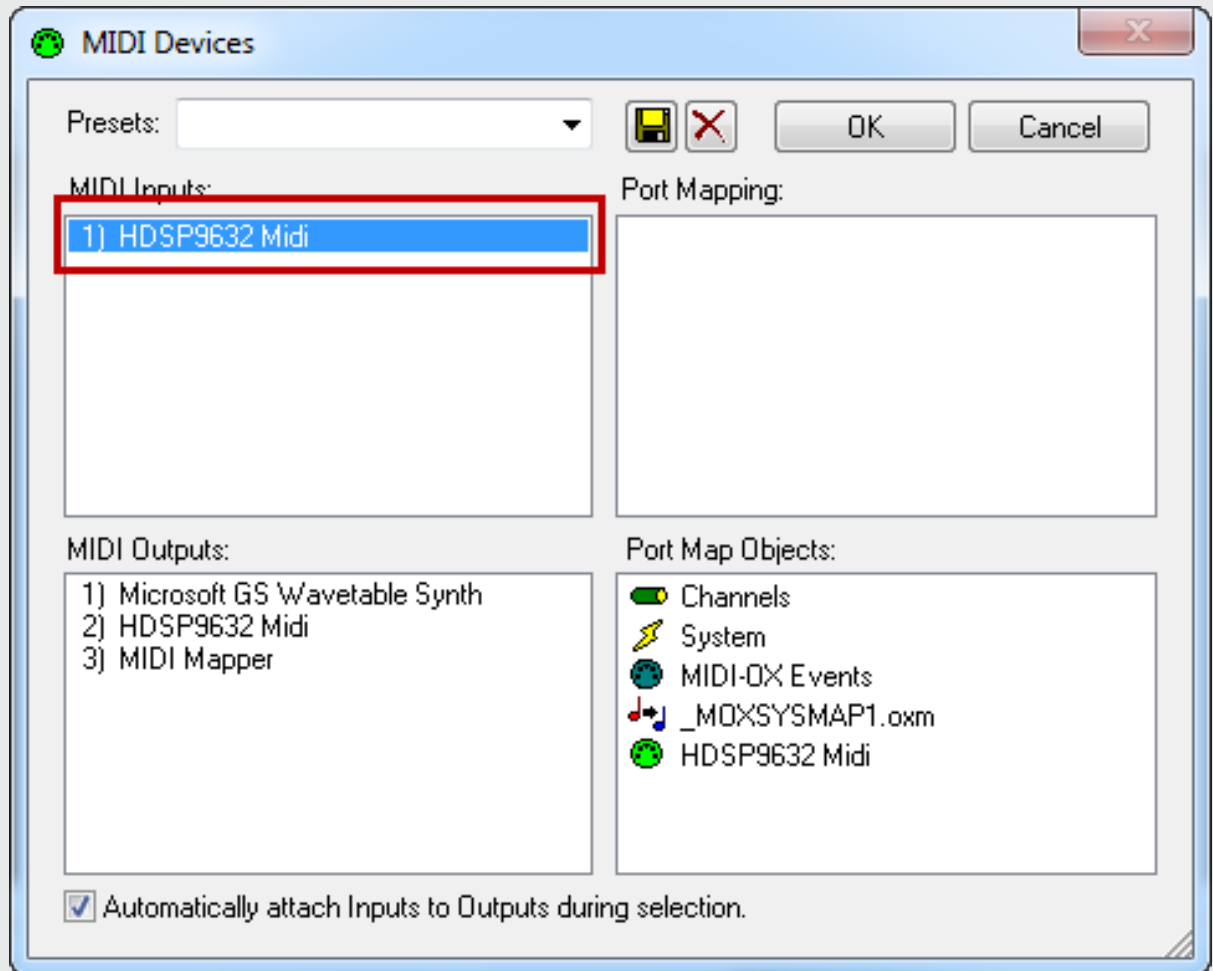 MIDI Devices
Presets:
OK
Cancel
MIDI Inputs:
1) HDSP9632 Midi
Port Mapping:
MIDI Outputs:
1) Microsoft GS Wavetable Synth
2) HDSP9632 Midi
3) MIDI Mapper
Port Map Objects:
Channels
System
MIDI-OX Events
_MOXSYSMAP1.oxm
HDSP9632 Midi
Automatically attach Inputs to Outputs during selection.